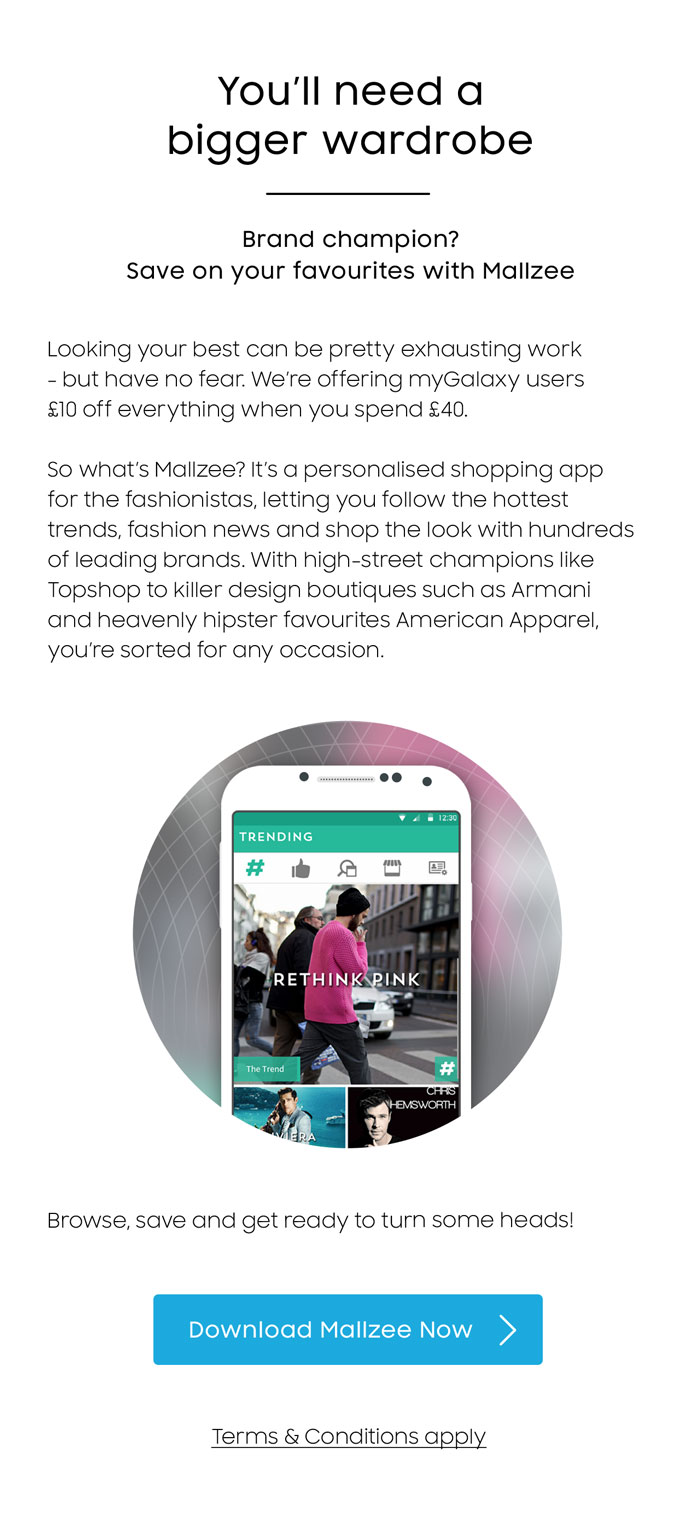 You'll need a
bigger wardrobe
Brand champion?
Save on your favourites with Mallzee
Looking your best can be pretty exhausting work
- but have no fear. We're offering myGalaxy users
£10 off everything when you spend £40.
So what's Mallzee? It's a personalised shopping app
for the fashionistas, letting you follow the hottest
trends, fashion news and shop the look with hundreds
of leading brands. With high-street champions like
Topshop to killer design boutiques such as Armani
and heavenly hipster favourites American Apparel,
you're sorted for any occasion.
12:30
TRENDING
#
RETHINK PINK
The Trend
#
CHRIS
HEMSWORTH
Browse, save and get ready to turn some heads!
Download Mallzee Now
Terms & Conditions apply